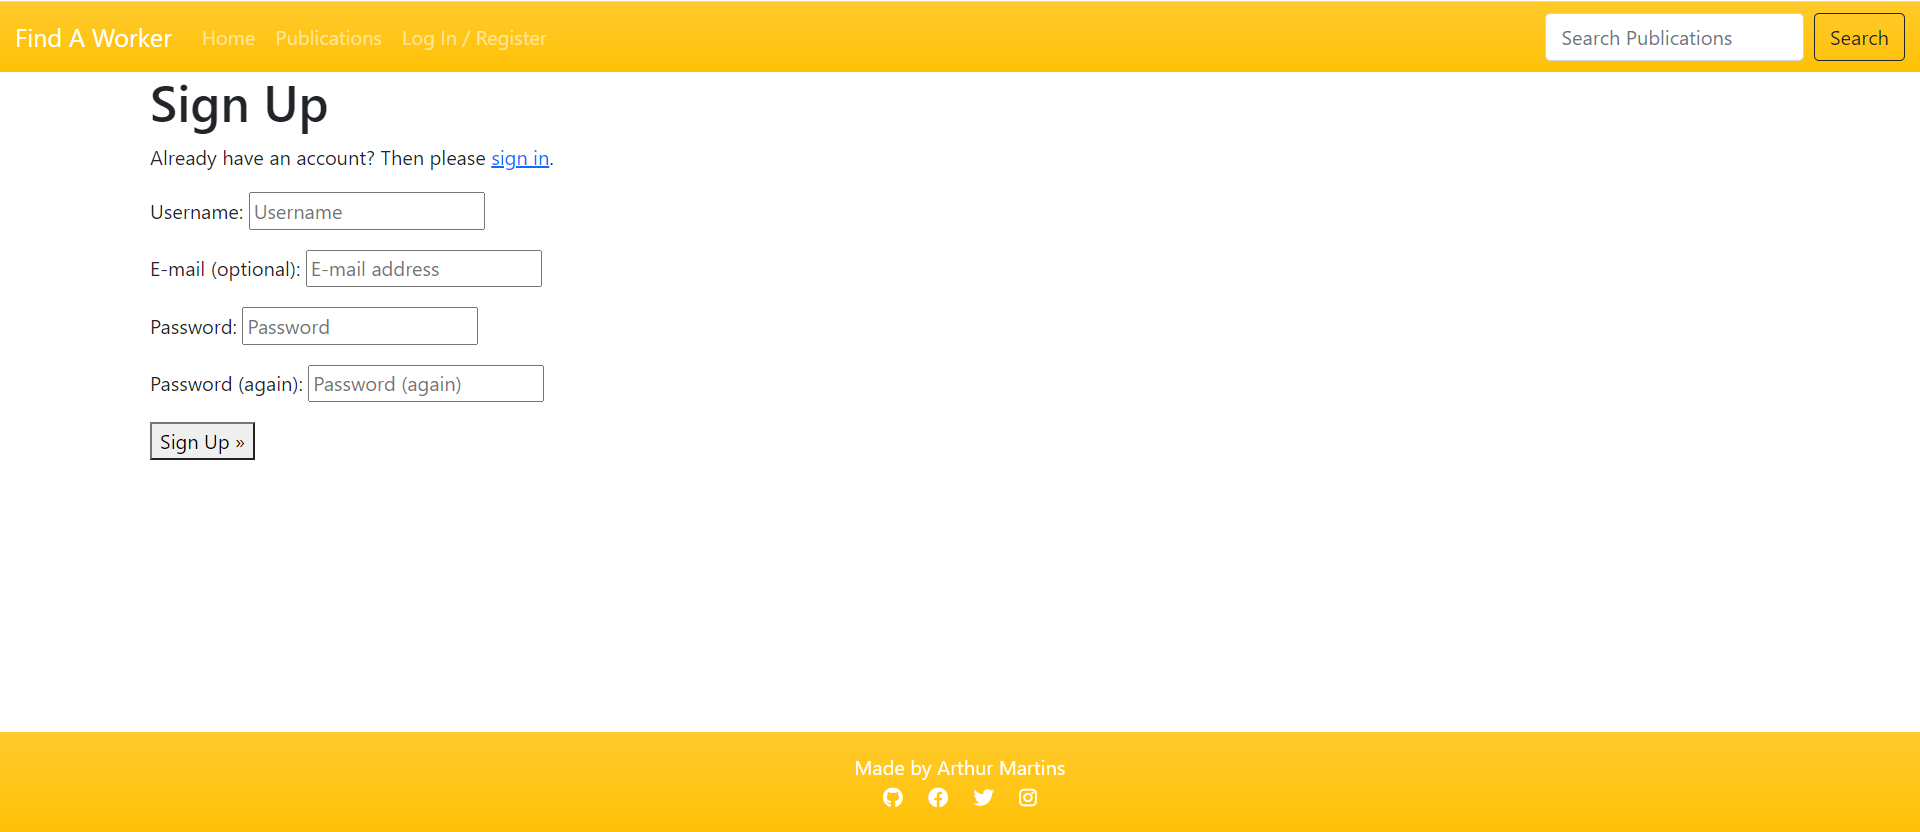 Find A Worker Home Publications Log In / Register Search Publications Search
Sign Up
Already have an account? Then please sign in.
Username: Username
E-mail (optional): E-mail address
Password: Password
Password (again): Password (again)
Sign Up »
Made by Arthur Martins